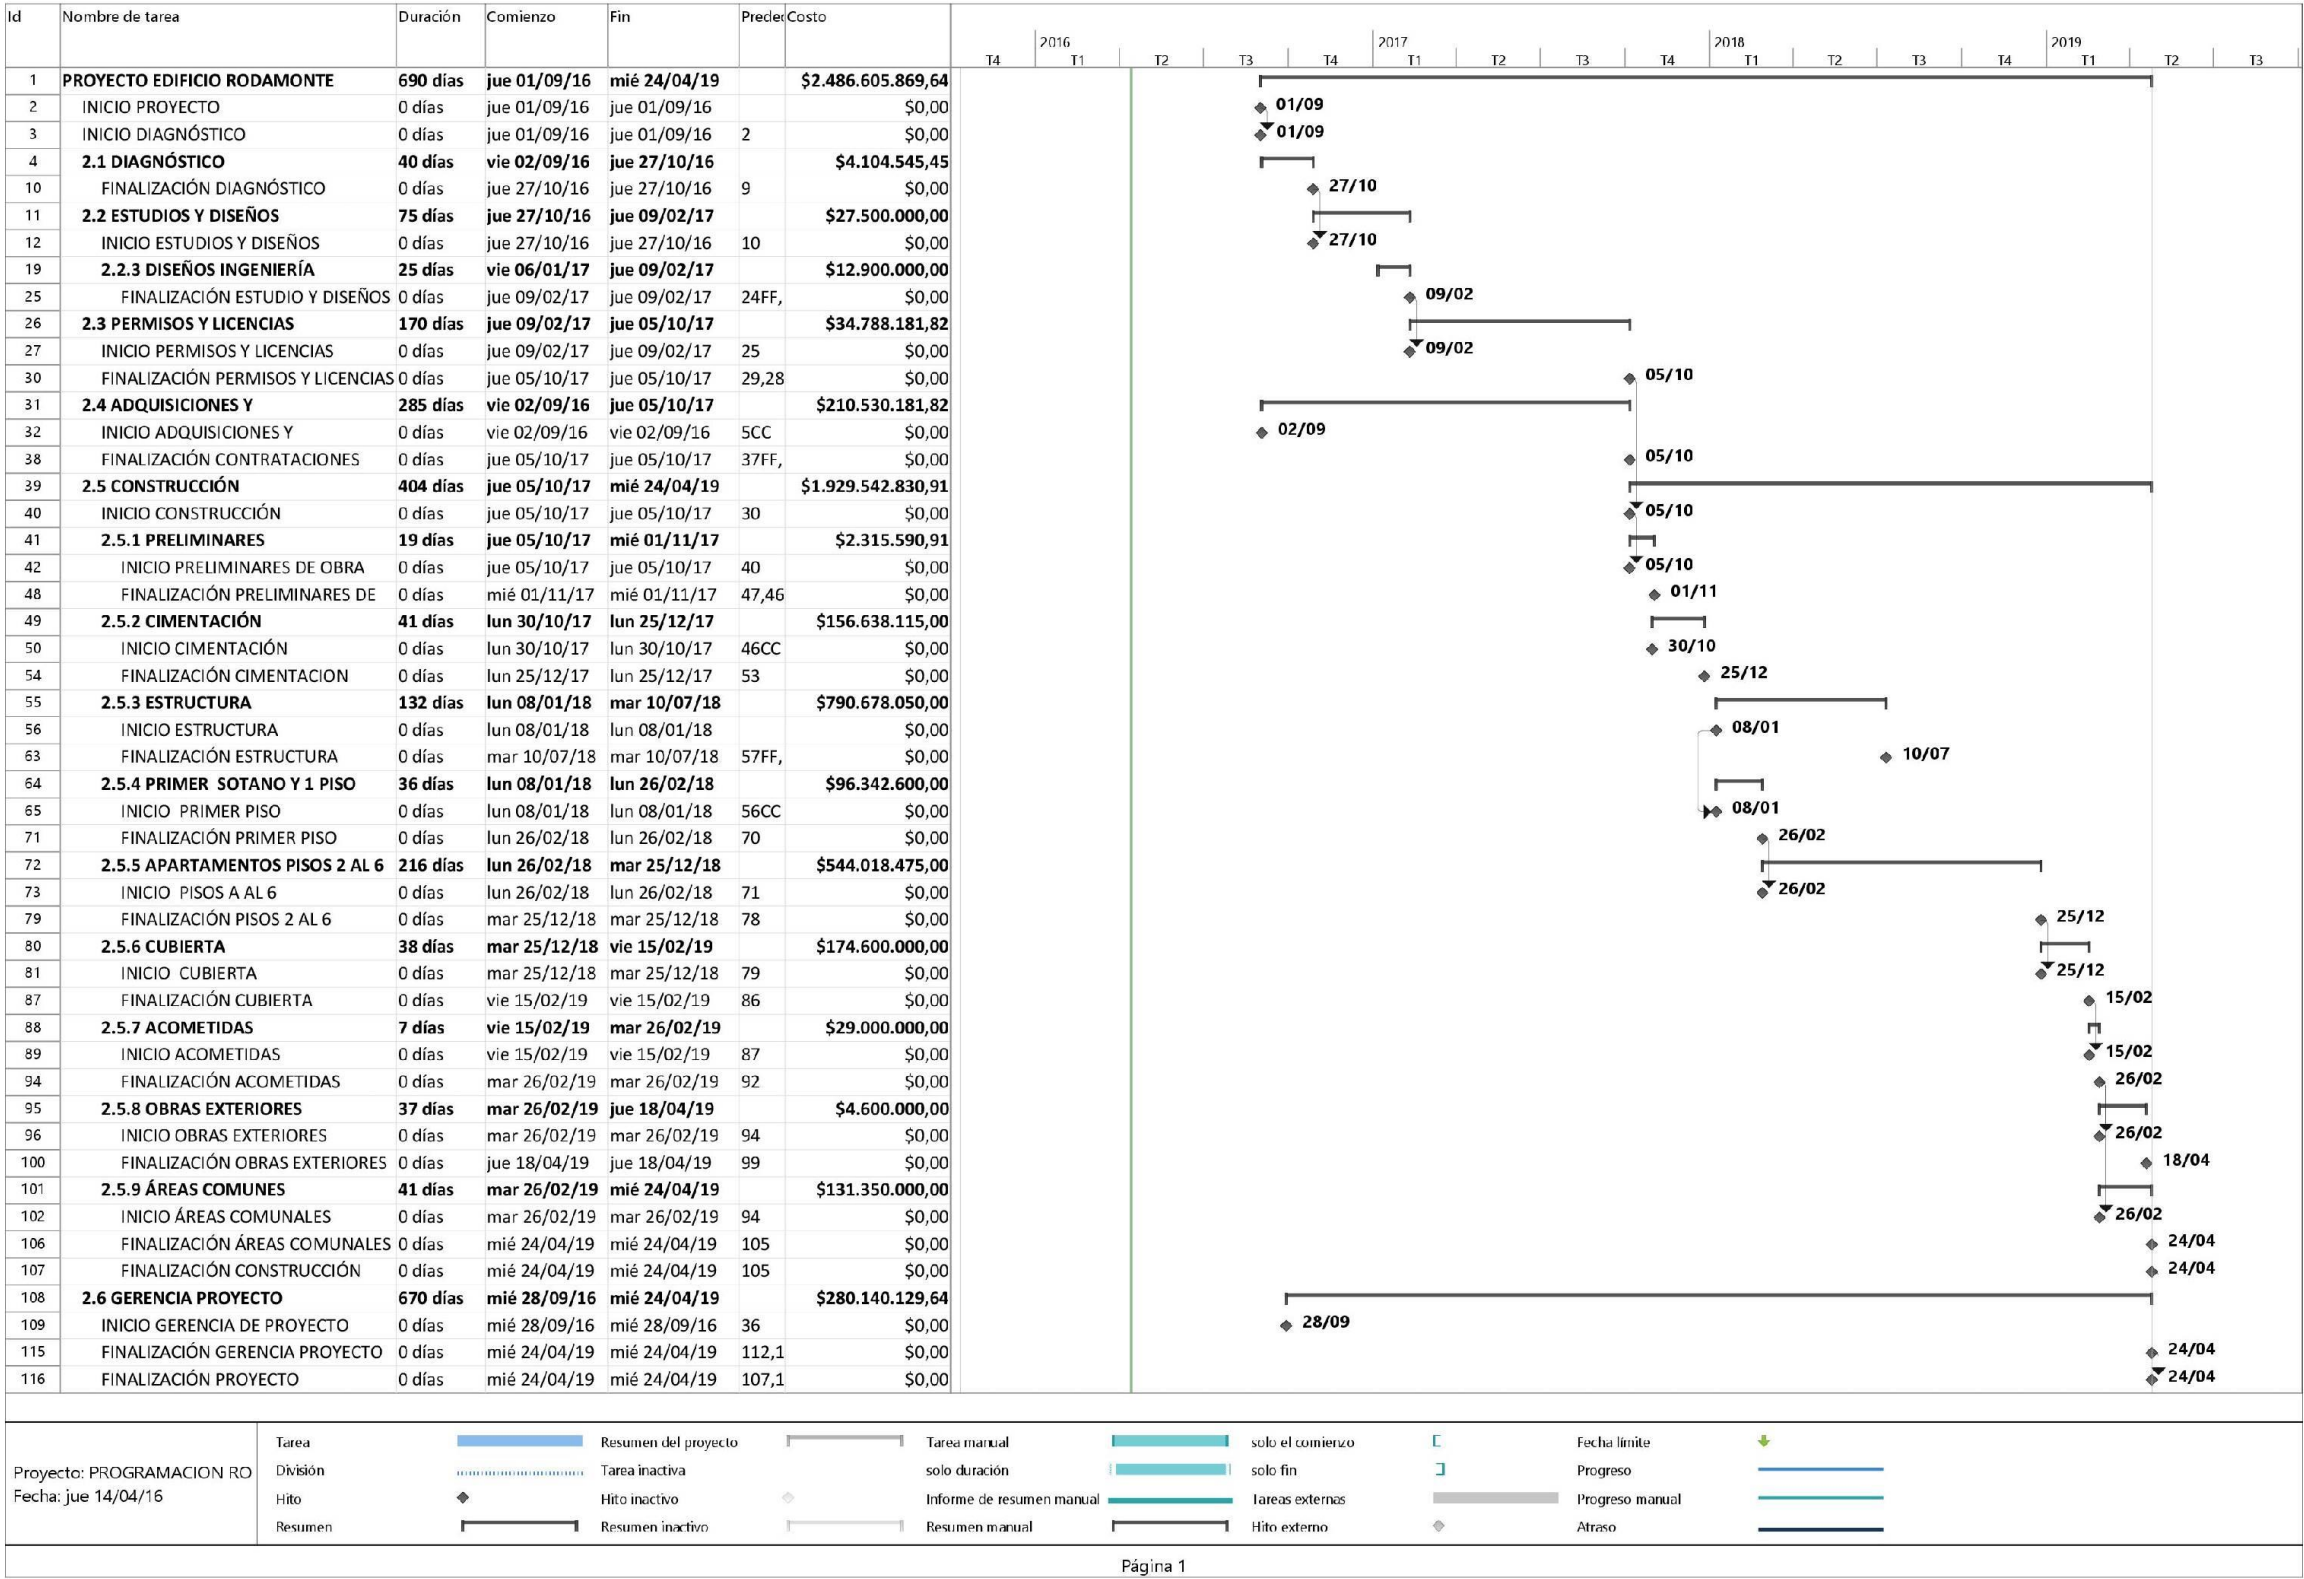 Id Nombre de tarea Duración Comienzo Fin Predec Costo
2016 2017 2018 2019
T4 T1 T2 T3 T4 T1 T2 T3 T4 T1 T2 T3 T4 T1 T2 T3
1 PROYECTO EDIFICIO RODAMONTE 690 días jue 01/09/16 mié 24/04/19 $2.486.605.869,64
2 INICIO PROYECTO 0 días jue 01/09/16 jue 01/09/16 $0,00 01/09
3 INICIO DIAGNÓSTICO 0 días jue 01/09/16 jue 01/09/16 2 $0,00 01/09
4 2.1 DIAGNÓSTICO 40 días vie 02/09/16 jue 27/10/16 $4.104.545,45
10 FINALIZACIÓN DIAGNÓSTICO 0 días jue 27/10/16 jue 27/10/16 9 $0,00 27/10
11 2.2 ESTUDIOS Y DISEÑOS 75 días jue 27/10/16 jue 09/02/17 $27.500.000,00
12 INICIO ESTUDIOS Y DISEÑOS 0 días jue 27/10/16 jue 27/10/16 10 $0,00 27/10
19 2.2.3 DISEÑOS INGENIERÍA 25 días vie 06/01/17 jue 09/02/17 $12.900.000,00
25 FINALIZACIÓN ESTUDIO Y DISEÑOS 0 días jue 09/02/17 jue 09/02/17 24FF, $0,00 09/02
26 2.3 PERMISOS Y LICENCIAS 170 días jue 09/02/17 jue 05/10/17 $34.788.181,82
27 INICIO PERMISOS Y LICENCIAS 0 días jue 09/02/17 jue 09/02/17 25 $0,00 09/02
30 FINALIZACIÓN PERMISOS Y LICENCIAS 0 días jue 05/10/17 jue 05/10/17 29,28 $0,00 05/10
31 2.4 ADQUISICIONES Y 285 días vie 02/09/16 jue 05/10/17 $210.530.181,82
32 INICIO ADQUISICIONES Y 0 días vie 02/09/16 vie 02/09/16 5CC $0,00 02/09
38 FINALIZACIÓN CONTRATACIONES 0 días jue 05/10/17 jue 05/10/17 37FF, $0,00 05/10
39 2.5 CONSTRUCCIÓN 404 días jue 05/10/17 mié 24/04/19 $1.929.542.830,91
40 INICIO CONSTRUCCIÓN 0 días jue 05/10/17 jue 05/10/17 30 $0,00 05/10
41 2.5.1 PRELIMINARES 19 días jue 05/10/17 mié 01/11/17 $2.315.590,91
42 INICIO PRELIMINARES DE OBRA 0 días jue 05/10/17 jue 05/10/17 40 $0,00 05/10
48 FINALIZACIÓN PRELIMINARES DE 0 días mié 01/11/17 mié 01/11/17 47,46 $0,00 01/11
49 2.5.2 CIMENTACIÓN 41 días lun 30/10/17 lun 25/12/17 $156.638.115,00
50 INICIO CIMENTACIÓN 0 días lun 30/10/17 lun 30/10/17 46CC $0,00 30/10
54 FINALIZACIÓN CIMENTACION 0 días lun 25/12/17 lun 25/12/17 53 $0,00 25/12
55 2.5.3 ESTRUCTURA 132 días lun 08/01/18 mar 10/07/18 $790.678.050,00
56 INICIO ESTRUCTURA 0 días lun 08/01/18 lun 08/01/18 $0,00 08/01
63 FINALIZACIÓN ESTRUCTURA 0 días mar 10/07/18 mar 10/07/18 57FF, $0,00 10/07
64 2.5.4 PRIMER SOTANO Y 1 PISO 36 días lun 08/01/18 lun 26/02/18 $96.342.600,00
65 INICIO PRIMER PISO 0 días lun 08/01/18 lun 08/01/18 56CC $0,00 08/01
71 FINALIZACIÓN PRIMER PISO 0 días lun 26/02/18 lun 26/02/18 70 $0,00 26/02
72 2.5.5 APARTAMENTOS PISOS 2 AL 6 216 días lun 26/02/18 mar 25/12/18 $544.018.475,00
73 INICIO PISOS A AL 6 0 días lun 26/02/18 lun 26/02/18 71 $0,00 26/02
79 FINALIZACIÓN PISOS 2 AL 6 0 días mar 25/12/18 mar 25/12/18 78 $0,00 25/12
80 2.5.6 CUBIERTA 38 días mar 25/12/18 vie 15/02/19 $174.600.000,00
81 INICIO CUBIERTA 0 días mar 25/12/18 mar 25/12/18 79 $0,00 25/12
87 FINALIZACIÓN CUBIERTA 0 días vie 15/02/19 vie 15/02/19 86 $0,00 15/02
88 2.5.7 ACOMETIDAS 7 días vie 15/02/19 mar 26/02/19 $29.000.000,00
89 INICIO ACOMETIDAS 0 días vie 15/02/19 vie 15/02/19 87 $0,00 15/02
94 FINALIZACIÓN ACOMETIDAS 0 días mar 26/02/19 mar 26/02/19 92 $0,00 26/02
95 2.5.8 OBRAS EXTERIORES 37 días mar 26/02/19 jue 18/04/19 $4.600.000,00
96 INICIO OBRAS EXTERIORES 0 días mar 26/02/19 mar 26/02/19 94 $0,00 26/02
100 FINALIZACIÓN OBRAS EXTERIORES 0 días jue 18/04/19 jue 18/04/19 99 $0,00 18/04
101 2.5.9 ÁREAS COMUNES 41 días mar 26/02/19 mié 24/04/19 $131.350.000,00
102 INICIO ÁREAS COMUNALES 0 días mar 26/02/19 mar 26/02/19 94 $0,00 26/02
106 FINALIZACIÓN ÁREAS COMUNALES 0 días mié 24/04/19 mié 24/04/19 105 $0,00 24/04
107 FINALIZACIÓN CONSTRUCCIÓN 0 días mié 24/04/19 mié 24/04/19 105 $0,00 24/04
108 2.6 GERENCIA PROYECTO 670 días mié 28/09/16 mié 24/04/19 $280.140.129,64
109 INICIO GERENCIA DE PROYECTO 0 días mié 28/09/16 mié 28/09/16 36 $0,00 28/09
115 FINALIZACIÓN GERENCIA PROYECTO 0 días mié 24/04/19 mié 24/04/19 112,1 $0,00 24/04
116 FINALIZACIÓN PROYECTO 0 días mié 24/04/19 mié 24/04/19 107,1 $0,00 24/04
Proyecto: PROGRAMACION RO
Fecha: jue 14/04/16
Tarea Resumen del proyecto Tarea manual solo el comienzo Fecha límite
División Tarea inactiva solo duración solo fin Progreso
Hito Hito inactivo Informe de resumen manual Tareas externas Progreso manual
Resumen Resumen inactivo Resumen manual Hito externo Atraso
Página 1